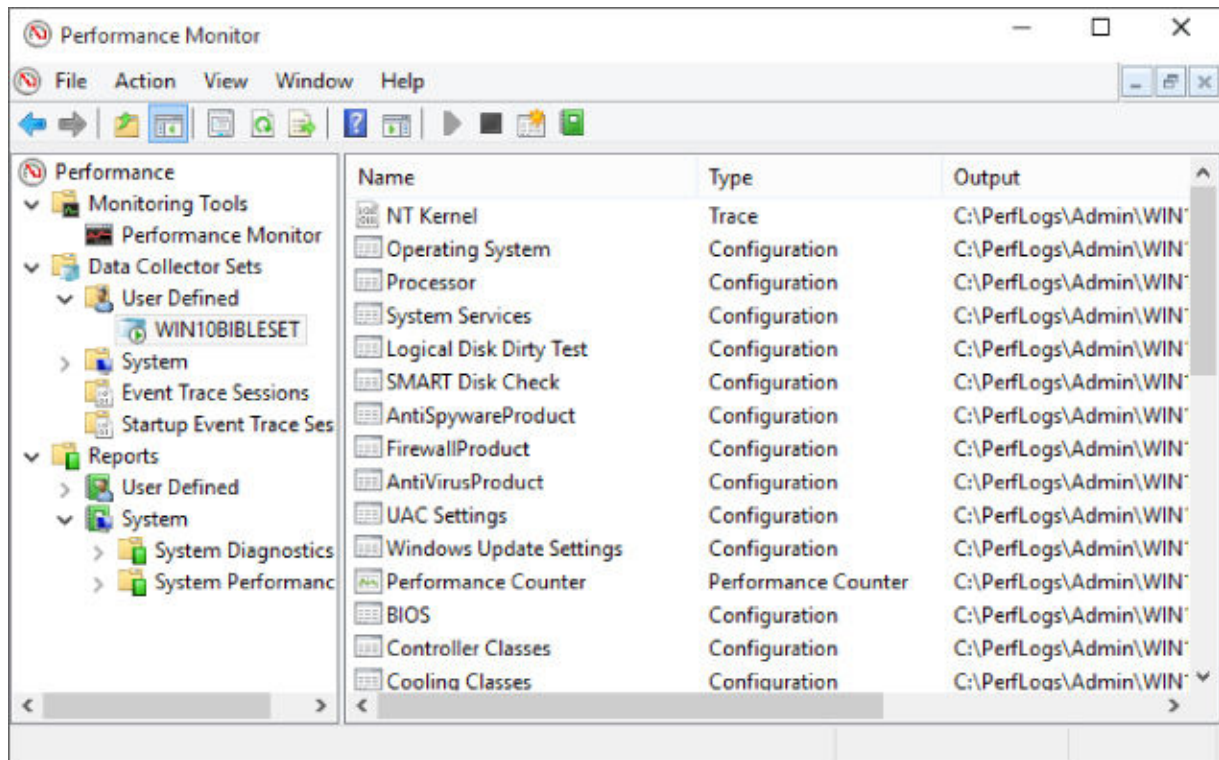 Performance Monitor
File Action View Window Help
Performance
Monitoring Tools
Performance Monitor
Data Collector Sets
User Defined
WIN10BIBLESET
System
Event Trace Sessions
Startup Event Trace Ses
Reports
User Defined
System
System Diagnostics
System Performanc
Name Type Output
NT Kernel Trace C:\PerfLogs\Admin\WIN
Operating System Configuration C:\PerfLogs\Admin\WIN
Processor Configuration C:\PerfLogs\Admin\WIN
System Services Configuration C:\PerfLogs\Admin\WIN
Logical Disk Dirty Test Configuration C:\PerfLogs\Admin\WIN
SMART Disk Check Configuration C:\PerfLogs\Admin\WIN
AntiSpywareProduct Configuration C:\PerfLogs\Admin\WIN
FirewallProduct Configuration C:\PerfLogs\Admin\WIN
AntiVirusProduct Configuration C:\PerfLogs\Admin\WIN
UAC Settings Configuration C:\PerfLogs\Admin\WIN
Windows Update Settings Configuration C:\PerfLogs\Admin\WIN
Performance Counter Performance Counter C:\PerfLogs\Admin\WIN
BIOS Configuration C:\PerfLogs\Admin\WIN
Controller Classes Configuration C:\PerfLogs\Admin\WIN
Cooling Classes Configuration C:\PerfLogs\Admin\WIN